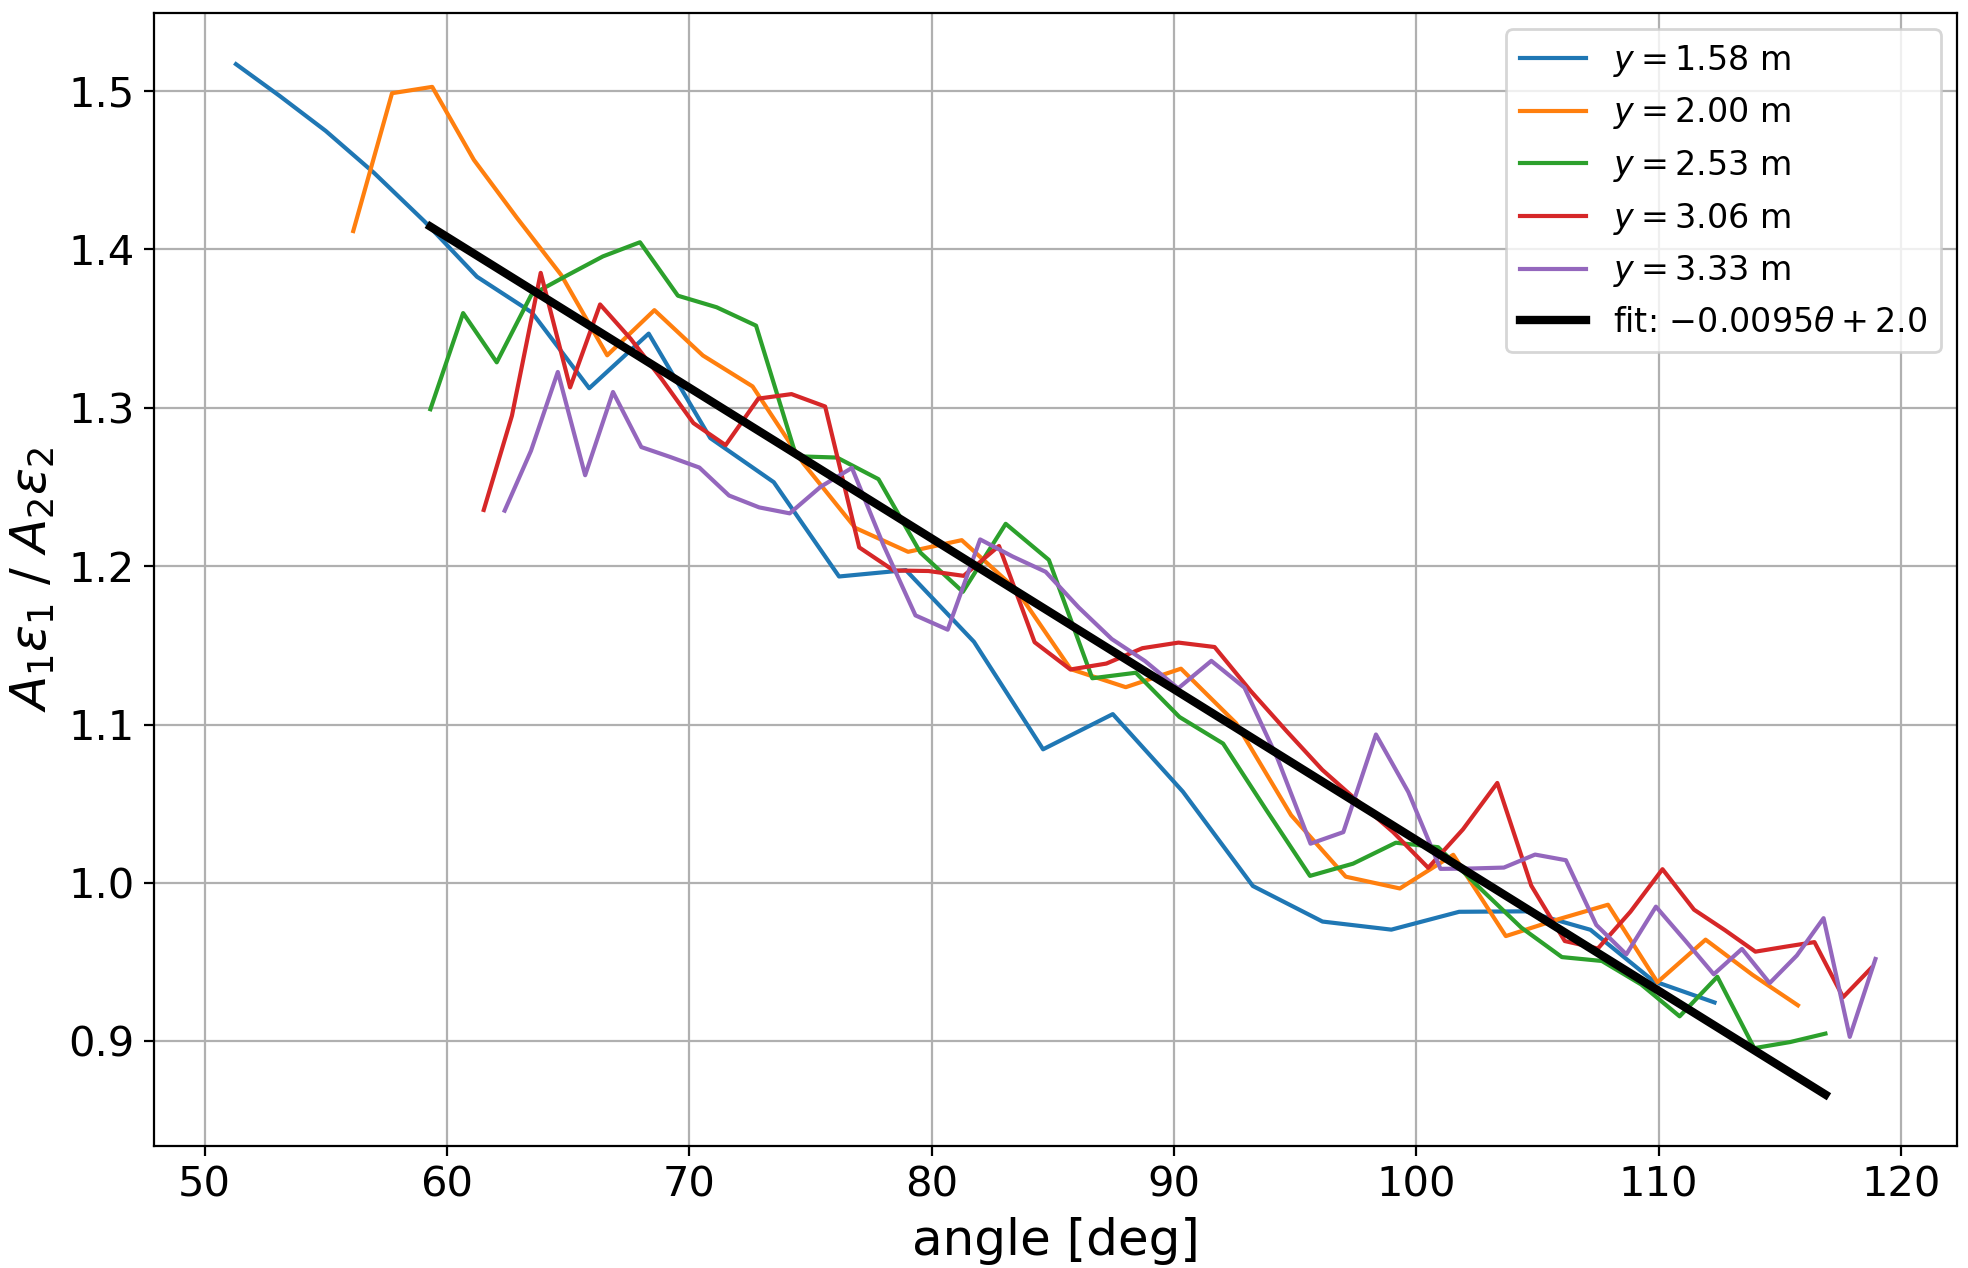 y = 1.58 m
y = 2.00 m
y = 2.53 m
y = 3.06 m
y = 3.33 m
fit: −0.0095θ + 2.0
1.5
1.4
1.3
1.2
1.1
1.0
0.9
A₁ε₁ / A₂ε₂
50 60 70 80 90 100 110 120
angle [deg]